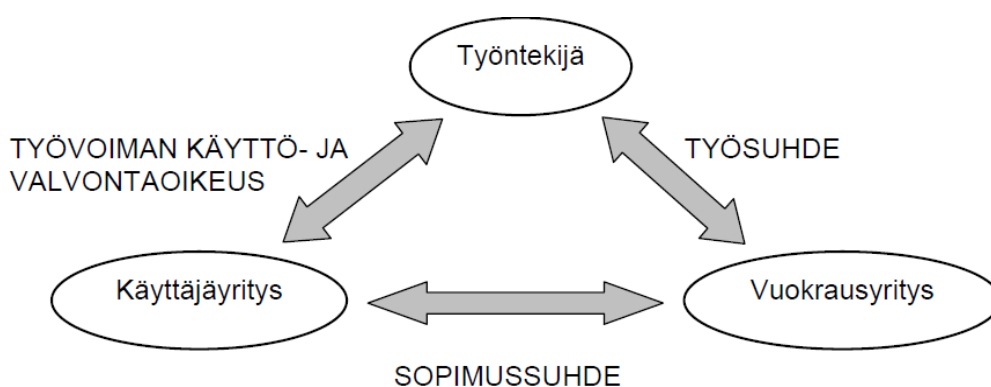 Työntekijä
TYÖVOIMAN KÄYTTÖ- JA
VALVONTAOIKEUS
TYÖSUHDE
Käyttäjäyritys
Vuokrausyritys
SOPIMUSSUHDE